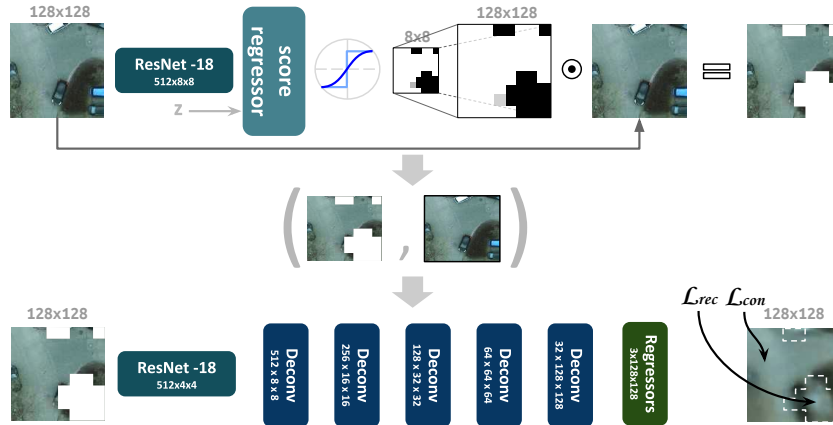 128x128
ResNet -18
512x8x8
z
score
regressor
8x8
128x128
128x128
ResNet -18
512x4x4
Deconv
512 x 8 x 8
Deconv
256 x 16 x 16
Deconv
128 x 32 x 32
Deconv
64 x 64 x 64
Deconv
32 x 128 x 128
Regressors
3x128x128
ℒrec ℒcon
128x128